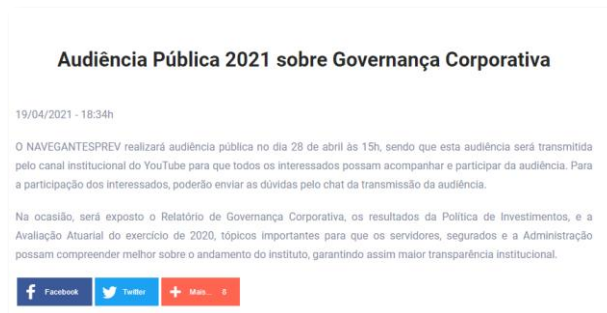 Audiência Pública 2021 sobre Governança Corporativa
19/04/2021 - 18:34h
O NAVEGANTESPREV realizará audiência pública no dia 28 de abril às 15h, sendo que esta audiência será transmitida
pelo canal institucional do YouTube para que todos os interessados possam acompanhar e participar da audiência. Para
a participação dos interessados, poderão enviar as dúvidas pelo chat da transmissão da audiência.
Na ocasião, será exposto o Relatório de Governança Corporativa, os resultados da Política de Investimentos, e a
Avaliação Atuarial do exercício de 2020, tópicos importantes para que os servidores, segurados e a Administração
possam compreender melhor sobre o andamento do instituto, garantindo assim maior transparência institucional.
Facebook Twitter Mais...